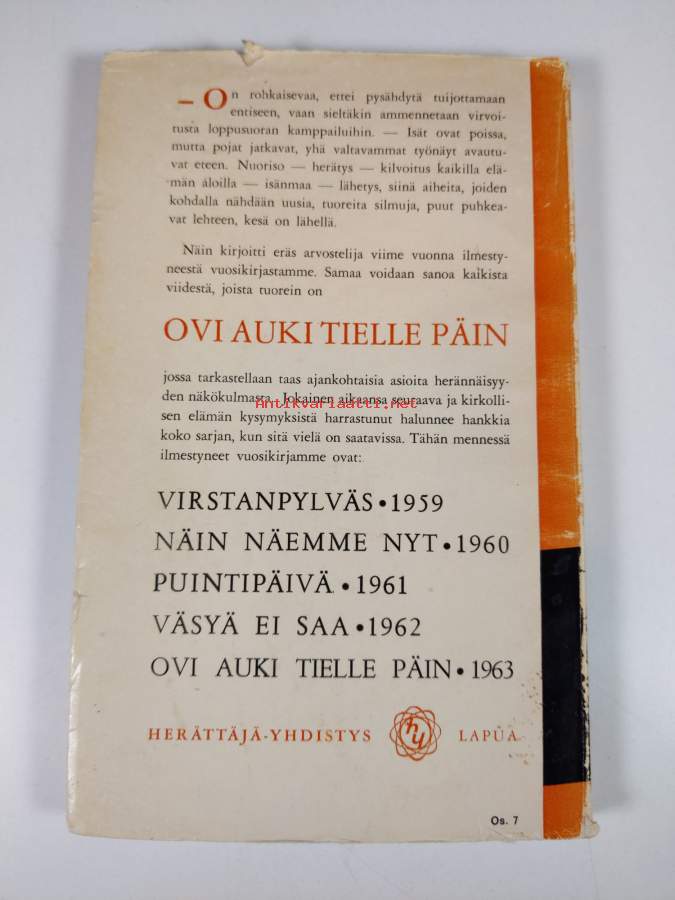 – On rohkaisevaa, ettei pysähdytä tuijottamaan
entiseen, vaan sieltäkin ammennetaan virvoi-
tusta loppusuoran kamppailuihin. — Isät ovat poissa,
mutta pojat jatkavat, yhä valtavammat työnäyt avautu-
vat eteen. Nuoriso — herätys — kilvoitus kaikilla elä-
män aloilla — isänmaa — lähetys, siinä aiheita, joiden
kohdalla nähdään uusia, tuoreita silmuja, puut puhkea-
vat lehteen, kesä on lähellä.
Näin kirjoitti eräs arvostelija viime vuonna ilmesty-
neestä vuosikirjastamme. Samaa voidaan sanoa kaikista
viidestä, joista tuorein on
OVI AUKI TIELLE PÄIN
jossa tarkastellaan taas ajankohtaisia asioita herännäisyy-
den näkökulmasta. Jokainen aikaansa seuraava ja kirkolli-
Antikvariaatti.net
sen elämän kysymyksistä harrastunut halunnee hankkia
koko sarjan, kun sitä vielä on saatavissa. Tähän mennessä
ilmestyneet vuosikirjamme ovat:
VIRSTANPYLVÄS • 1959
NÄIN NÄEMME NYT • 1960
PUINTIPÄIVÄ • 1961
VÄSYÄ EI SAA • 1962
OVI AUKI TIELLE PÄIN • 1963
HERÄTTÄJÄ-YHDISTYS hy LAPUA
Os. 7